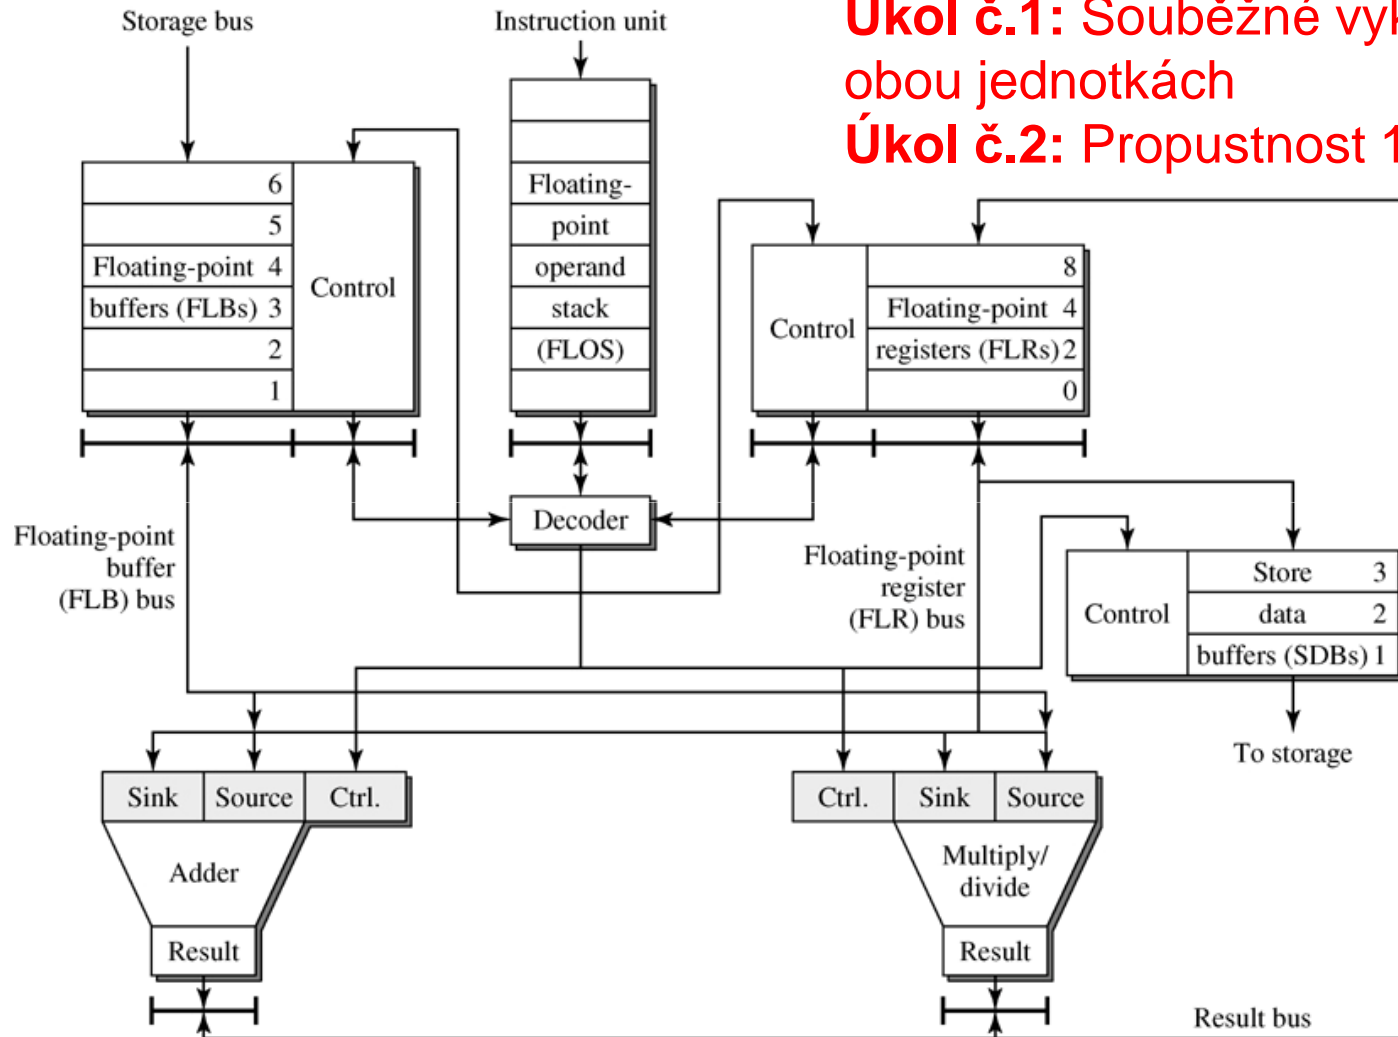 Storage bus
Instruction unit
Úkol č.1: Souběžné
obou jednotkách
Úkol č.2: Propustnost 1
6
5
Floating-point 4
buffers (FLBs) 3
2
1
Control
Floating-
point
operand
stack
(FLOS)
Control
8
Floating-point 4
registers (FLRs) 2
0
Decoder
Floating-point
buffer
(FLB) bus
Floating-point
register
(FLR) bus
Control
Store 3
data 2
buffers (SDBs) 1
To storage
Sink Source Ctrl.
Adder
Result
Ctrl. Sink Source
Multiply/
divide
Result
Result bus